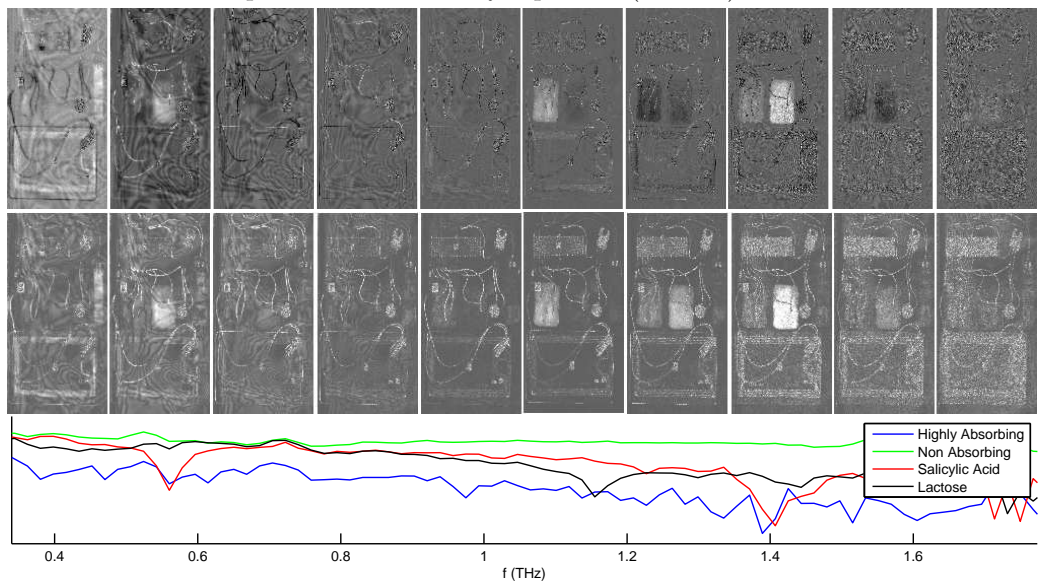 Highly Absorbing
Non Absorbing
Salicylic Acid
Lactose
0.4 0.6 0.8 1 1.2 1.4 1.6
f (THz)